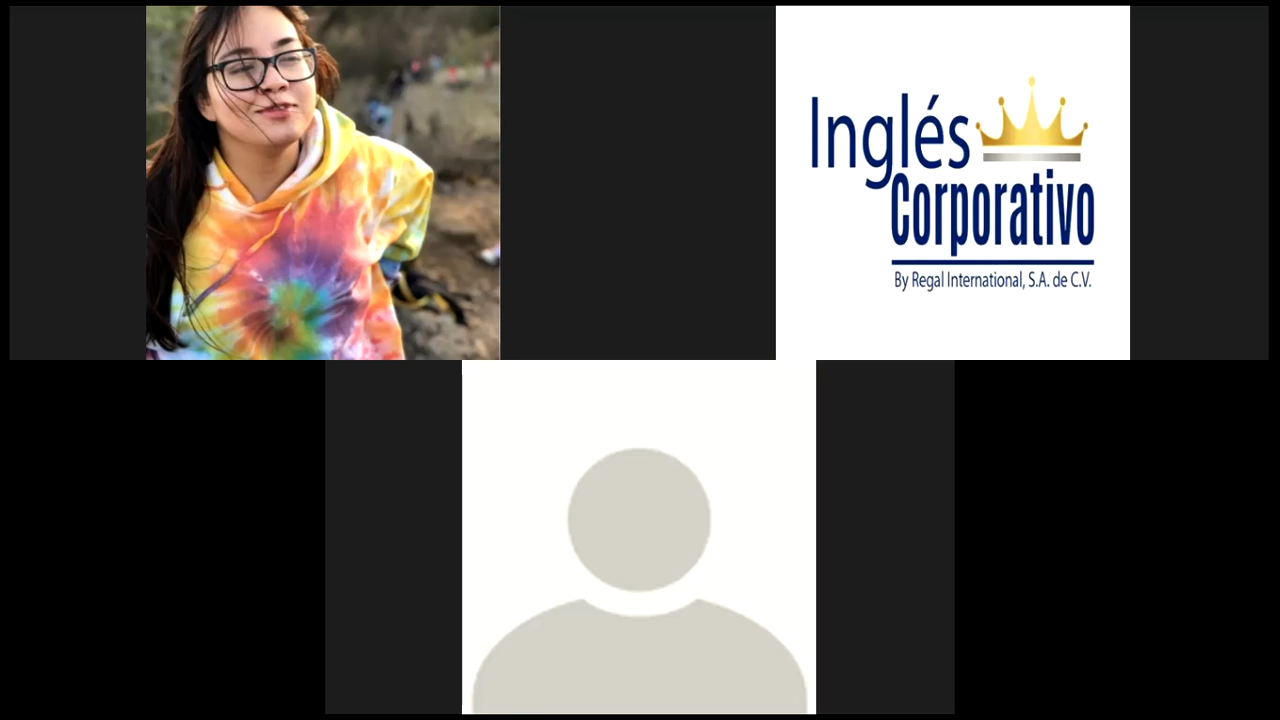 Inglés
Corporativo
By Regal International, S.A. de C.V.